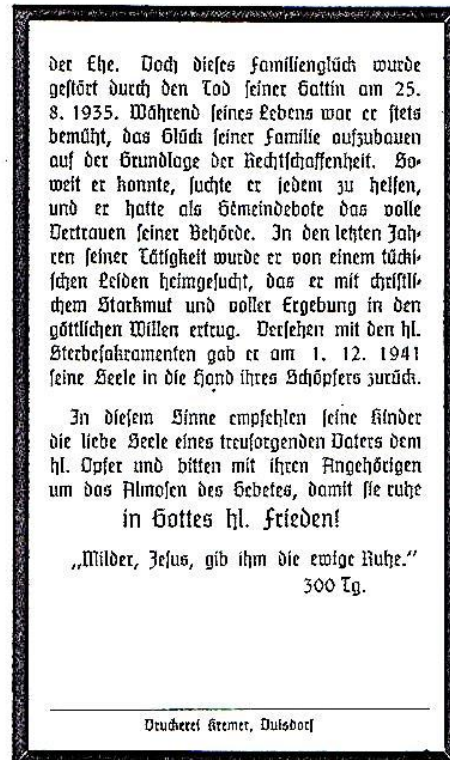 der Ehe. Doch dieses Familienglück wurde
gestört durch den Tod seiner Gattin am 25.
8. 1935. Während seines Lebens war er stets
bemüht, das Glück seiner Familie aufzubauen
auf der Grundlage der Rechtschaffenheit. So-
weit er konnte, suchte er jedem zu helfen,
und er hatte als Gemeindebote das volle
Vertrauen seiner Behörde. In den letzten Jah-
ren seiner Tätigkeit wurde er von einem tücki-
schen Leiden heimgesucht, das er mit christli-
chem Starkmut und voller Ergebung in den
göttlichen Willen ertrug. Versehen mit den hl.
Sterbesakramenten gab er am 1. 12. 1941
seine Seele in die Hand ihres Schöpfers zurück.
In diesem Sinne empfehlen seine Kinder
die liebe Seele eines treusorgenden Vaters dem
hl. Opfer und bitten mit ihren Angehörigen
um das Almosen des Gebetes, damit sie ruhe
in Gottes hl. Frieden!
„Milder, Jesus, gib ihm die ewige Ruhe.“
300 Tg.
Druckerei Kremer, Duisdorf